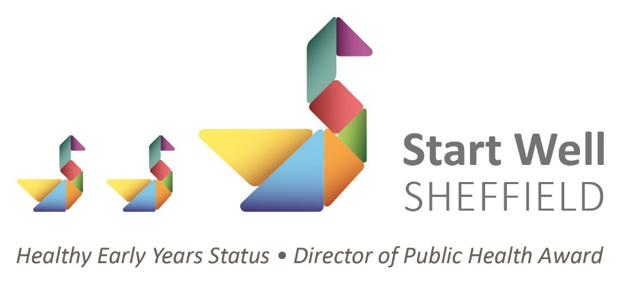 Start Well
SHEFFIELD
Healthy Early Years Status • Director of Public Health Award